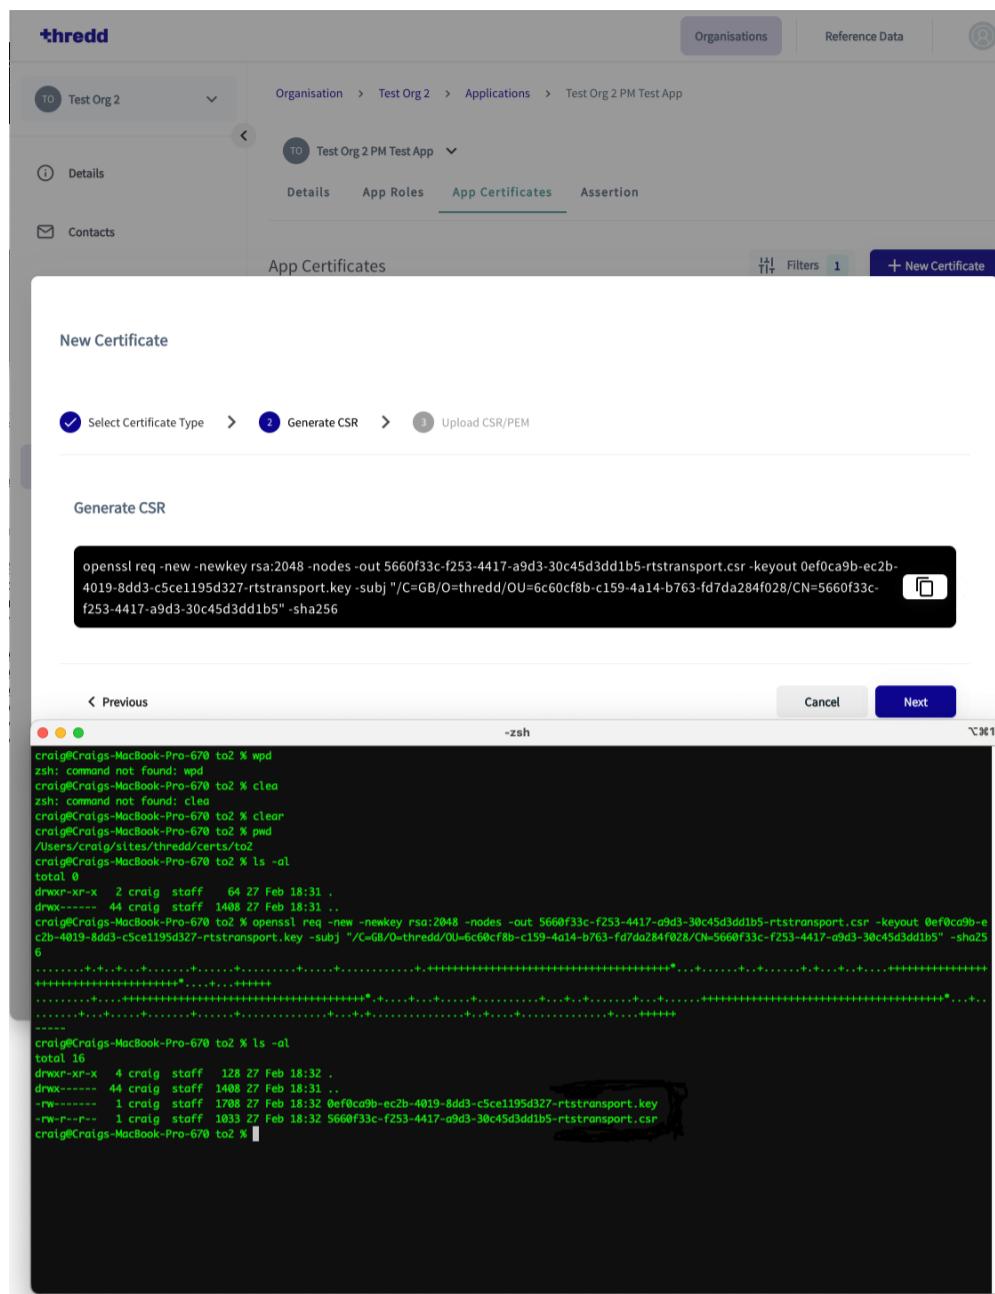 thredd
Organisations
Reference Data
TO
Test Org 2
Organisation > Test Org 2 > Applications > Test Org 2 PM Test App
TO
Test Org 2 PM Test App
Details
Details
App Roles
App Certificates
Assertion
Contacts
App Certificates
Filters 1
+ New Certificate
New Certificate
Select Certificate Type > 2 Generate CSR > 3 Upload CSR/PEM
Generate CSR
openssl req -new -newkey rsa:2048 -nodes -out 5660f33c-f253-4417-a9d3-30c45d3dd1b5-rtstransport.csr -keyout 0ef0ca9b-ec2b-
4019-8dd3-c5ce1195d327-rtstransport.key -subj "/C=GB/O=thredd/OU=6c60cf8b-c159-4a14-b763-fd7da284f028/CN=5660f33c-
f253-4417-a9d3-30c45d3dd1b5" -sha256
< Previous
Cancel
Next
-zsh
⌥⌘1
craig@Craigs-MacBook-Pro-670 to2 % wpd
zsh: command not found: wpd
craig@Craigs-MacBook-Pro-670 to2 % clea
zsh: command not found: clea
craig@Craigs-MacBook-Pro-670 to2 % clear
craig@Craigs-MacBook-Pro-670 to2 % pwd
/Users/craig/sites/thredd/certs/to2
craig@Craigs-MacBook-Pro-670 to2 % ls -al
total 0
drwxr-xr-x 2 craig staff 64 27 Feb 18:31 .
drwx------ 44 craig staff 1408 27 Feb 18:31 ..
craig@Craigs-MacBook-Pro-670 to2 % openssl req -new -newkey rsa:2048 -nodes -out 5660f33c-f253-4417-a9d3-30c45d3dd1b5-rtstransport.csr -keyout 0ef0ca9b-e
c2b-4019-8dd3-c5ce1195d327-rtstransport.key -subj "/C=GB/O=thredd/OU=6c60cf8b-c159-4a14-b763-fd7da284f028/CN=5660f33c-f253-4417-a9d3-30c45d3dd1b5" -sha25
6
-----
craig@Craigs-MacBook-Pro-670 to2 % ls -al
total 16
drwxr-xr-x 4 craig staff 128 27 Feb 18:32 .
drwx------ 44 craig staff 1408 27 Feb 18:31 ..
-rw------- 1 craig staff 1708 27 Feb 18:32 0ef0ca9b-ec2b-4019-8dd3-c5ce1195d327-rtstransport.key
-rw-r--r-- 1 craig staff 1033 27 Feb 18:32 5660f33c-f253-4417-a9d3-30c45d3dd1b5-rtstransport.csr
craig@Craigs-MacBook-Pro-670 to2 %